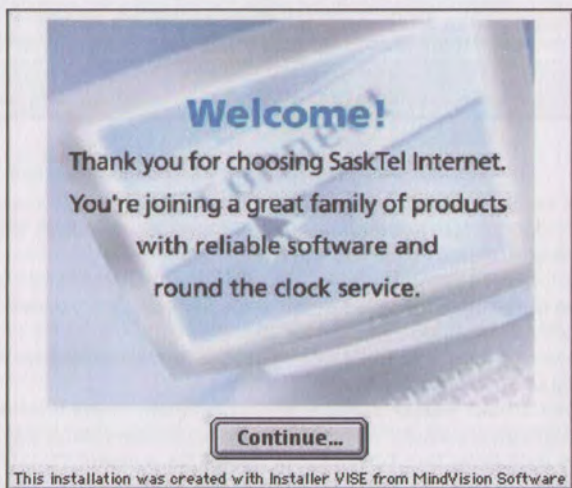 Connect
Welcome!
Thank you for choosing SaskTel Internet.
You're joining a great family of products
with reliable software and
round the clock service.
Continue...
This installation was created with Installer VISE from MindVision Software